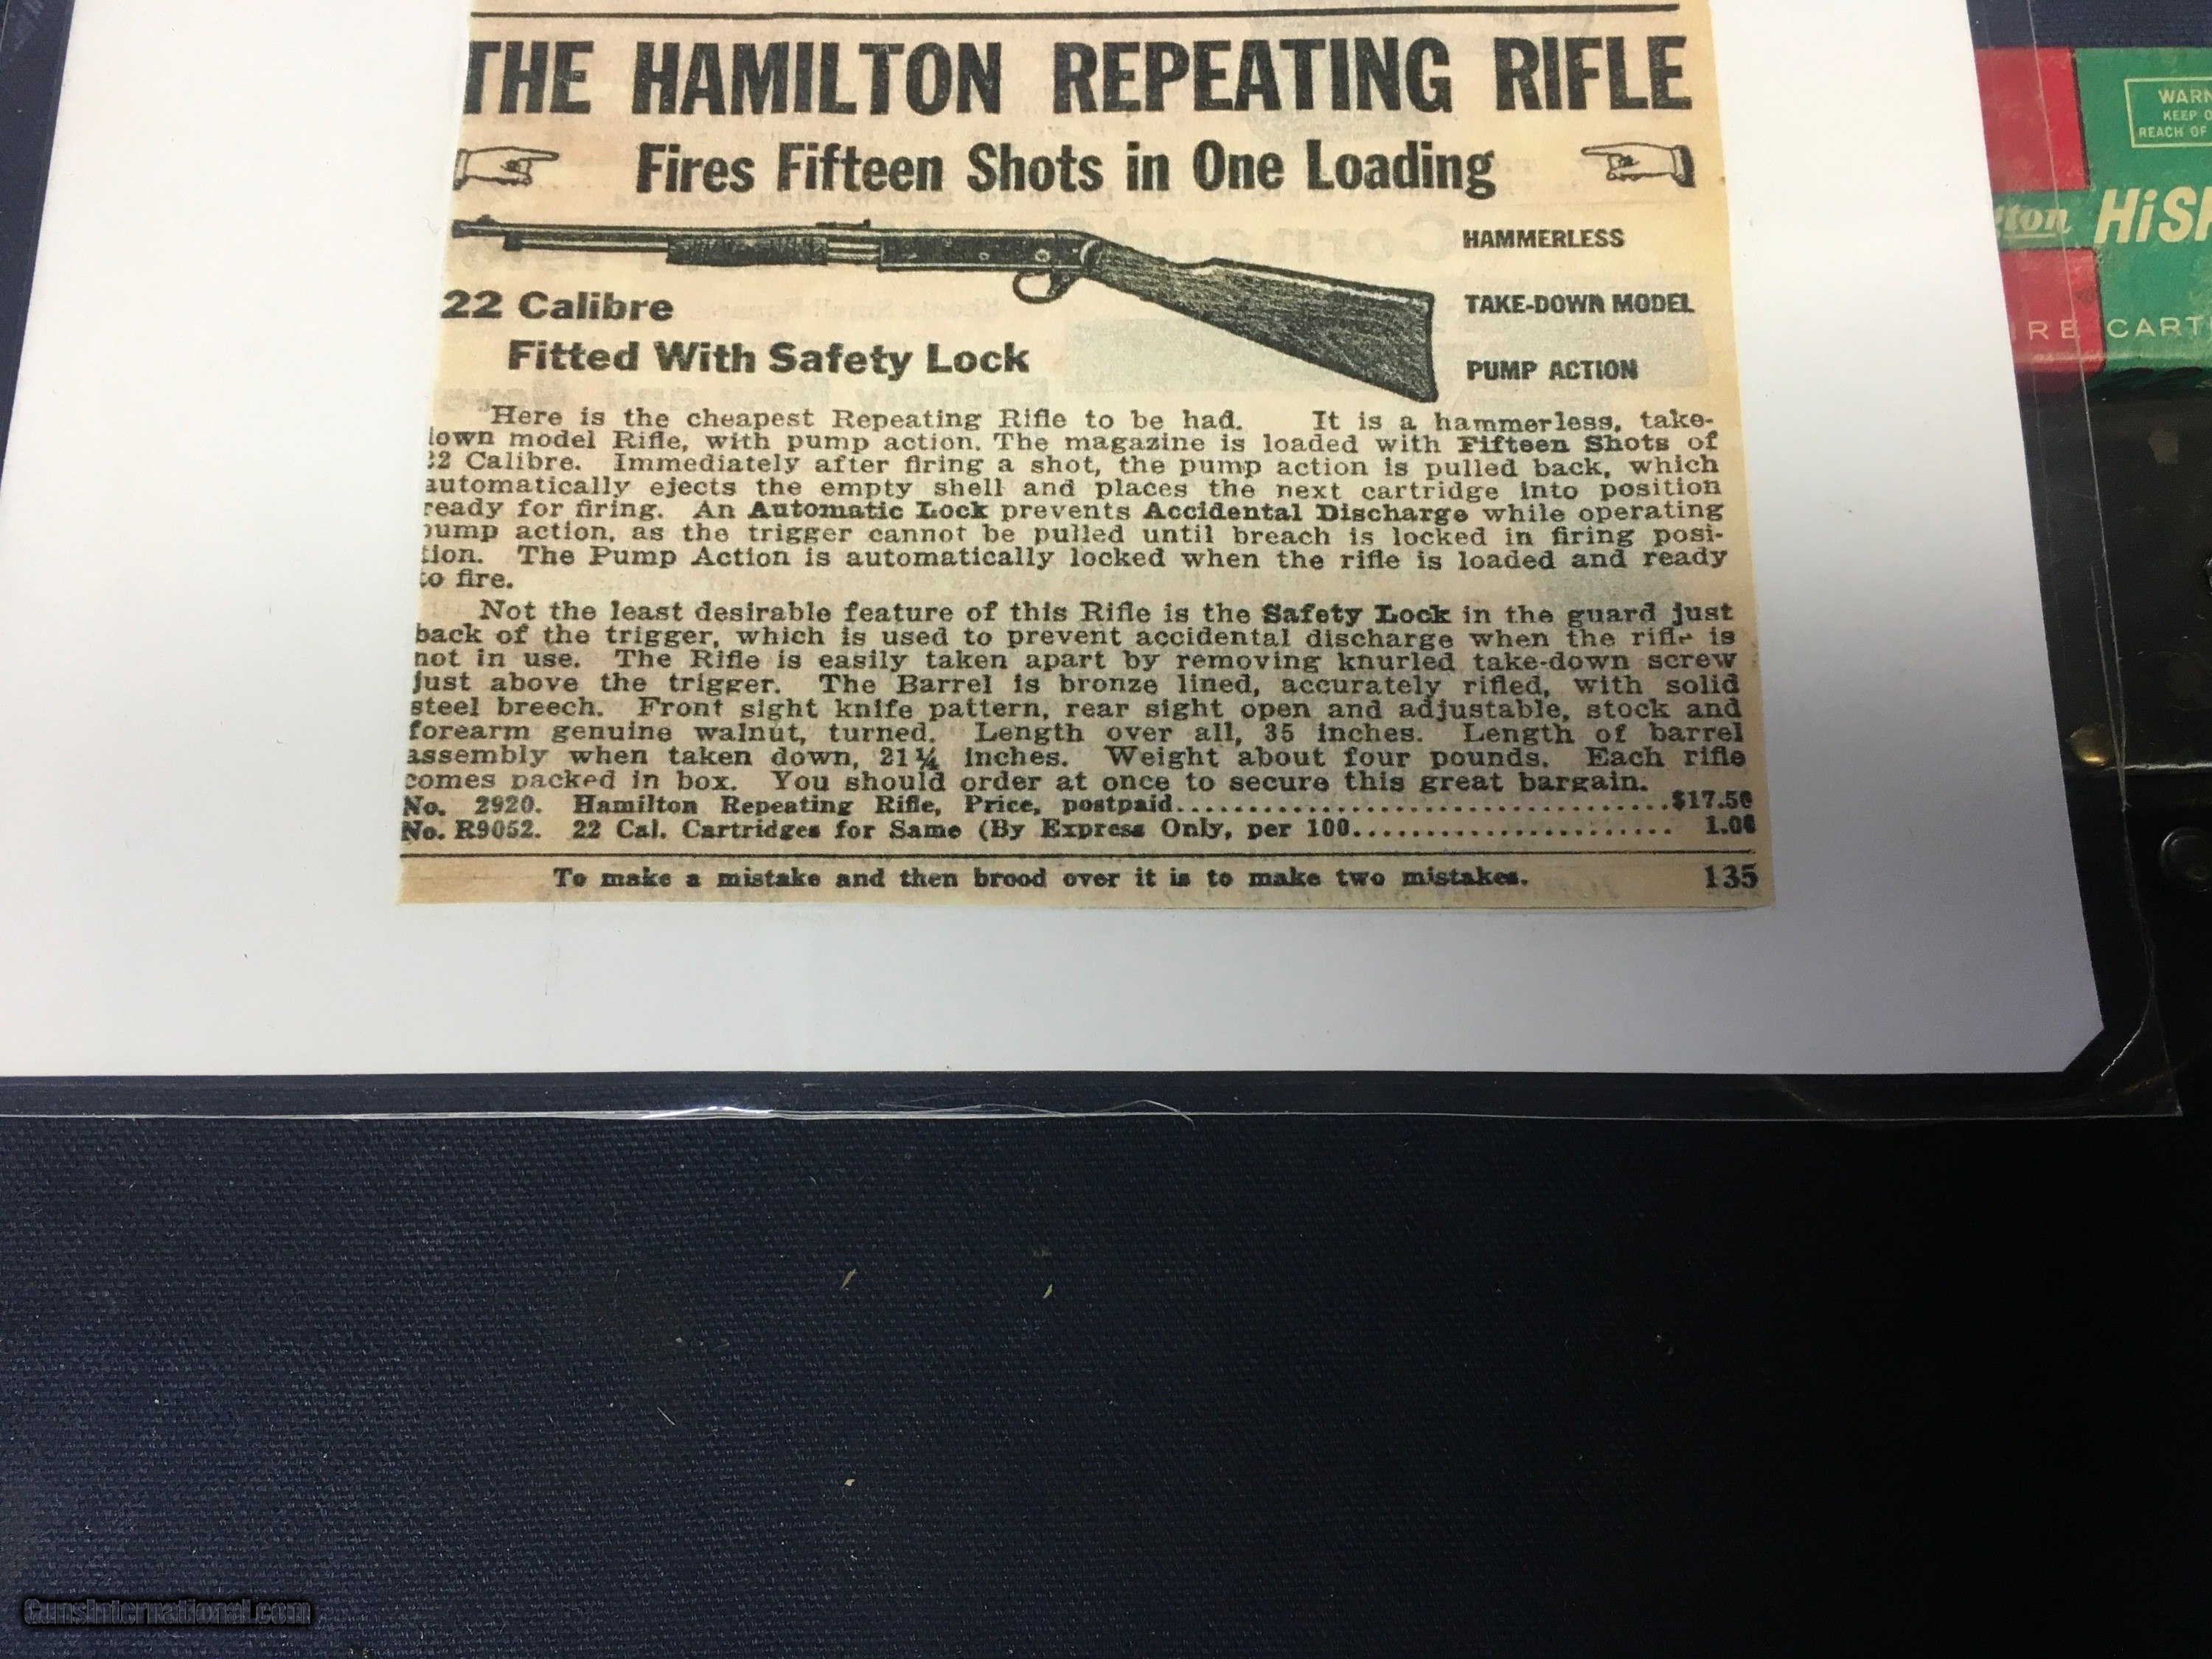 THE HAMILTON REPEATING RIFLE
Fires Fifteen Shots in One Loading
HAMMERLESS
22 Calibre
TAKE-DOWN MODEL
Fitted With Safety Lock
PUMP ACTION
Here is the cheapest Repeating Rifle to be had. It is a hammerless, take-
own model Rifle, with pump action. The magazine is loaded with Fifteen Shots of
22 Calibre. Immediately after firing a shot, the pump action is pulled back, which
automatically ejects the empty shell and places the next cartridge into position
ready for firing. An Automatic Lock prevents Accidental Discharge while operating
pump action, as the trigger cannot be pulled until breach is locked in firing posi-
tion. The Pump Action is automatically locked when the rifle is loaded and ready
to fire.
Not the least desirable feature of this Rifle is the Safety Lock in the guard just
back of the trigger, which is used to prevent accidental discharge when the rifle is
not in use. The Rifle is easily taken apart by removing knurled take-down screw
just above the trigger. The Barrel is bronze lined, accurately rifled, with solid
steel breech. Front sight knife pattern, rear sight open and adjustable, stock and
forearm genuine walnut, turned. Length over all, 35 inches. Length of barrel
assembly when taken down, 21¼ inches. Weight about four pounds. Each rifle
comes packed in box. You should order at once to secure this great bargain.
No. 2920. Hamilton Repeating Rifle, Price, postpaid....................................$17.50
No. R9052. 22 Cal. Cartridges for Same (By Express Only, per 100....................... 1.00
To make a mistake and then brood over it is to make two mistakes. 135
WARN
KEEP O
REACH OF
ton HiS
RE CART
GunsInternational.com